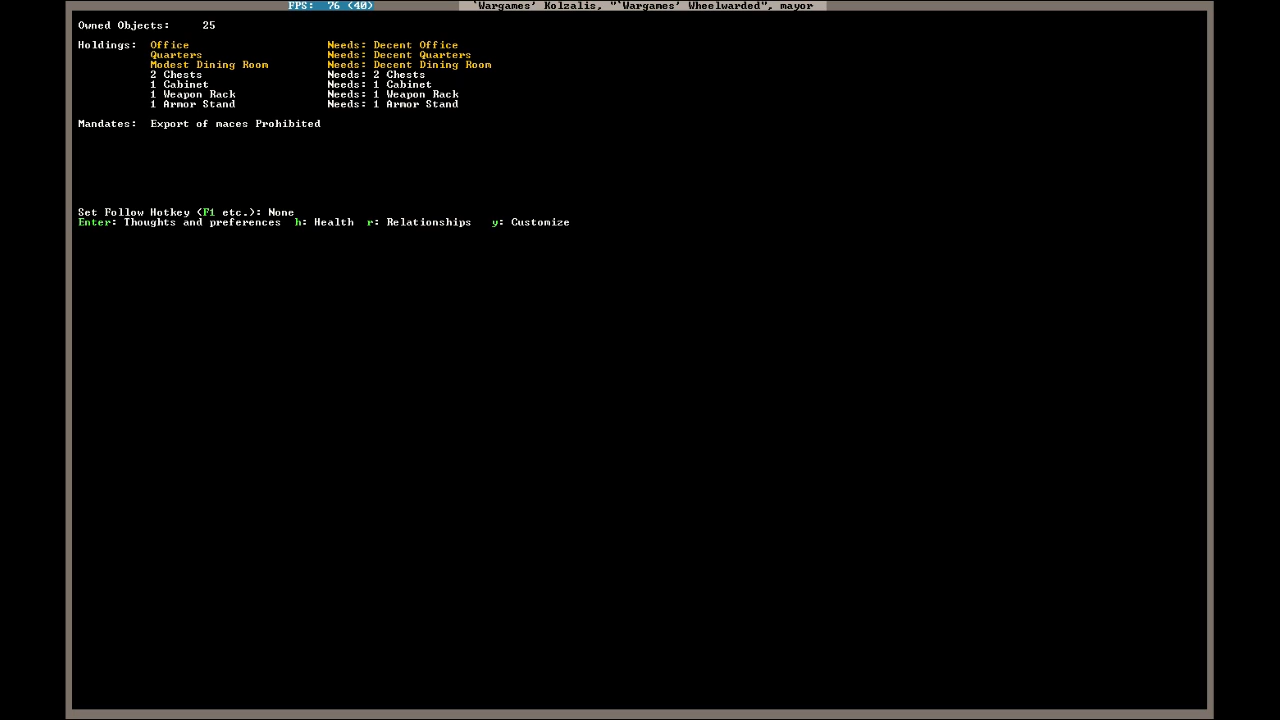 FPS: 76 (40) `Wargames' Kolzalis, "`Wargames' Wheelwarded", mayor
Owned Objects: 25
Holdings: Office Needs: Decent Office
Quarters Needs: Decent Quarters
Modest Dining Room Needs: Decent Dining Room
2 Chests Needs: 2 Chests
1 Cabinet Needs: 1 Cabinet
1 Weapon Rack Needs: 1 Weapon Rack
1 Armor Stand Needs: 1 Armor Stand
Mandates: Export of maces Prohibited
Set Follow Hotkey (F1 etc.): None
Enter: Thoughts and preferences h: Health r: Relationships y: Customize